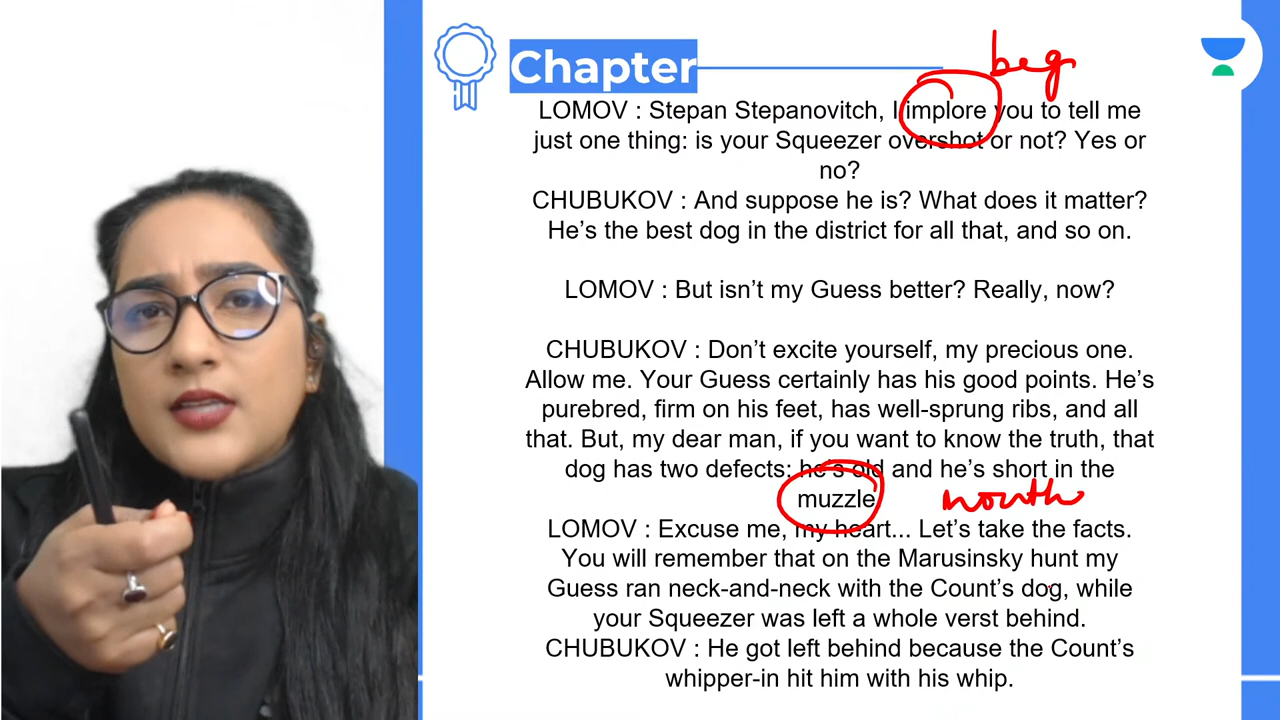 Chapter
beg
LOMOV : Stepan Stepanovitch, I implore you to tell me
just one thing: is your Squeezer overshot or not? Yes or
no?
CHUBUKOV : And suppose he is? What does it matter?
He's the best dog in the district for all that, and so on.
LOMOV : But isn't my Guess better? Really, now?
CHUBUKOV : Don't excite yourself, my precious one.
Allow me. Your Guess certainly has his good points. He's
purebred, firm on his feet, has well-sprung ribs, and all
that. But, my dear man, if you want to know the truth, that
dog has two defects: he's old and he's short in the
muzzle mouth
LOMOV : Excuse me, my heart... Let's take the facts.
You will remember that on the Marusinsky hunt my
Guess ran neck-and-neck with the Count's dog, while
your Squeezer was left a whole verst behind.
CHUBUKOV : He got left behind because the Count's
whipper-in hit him with his whip.